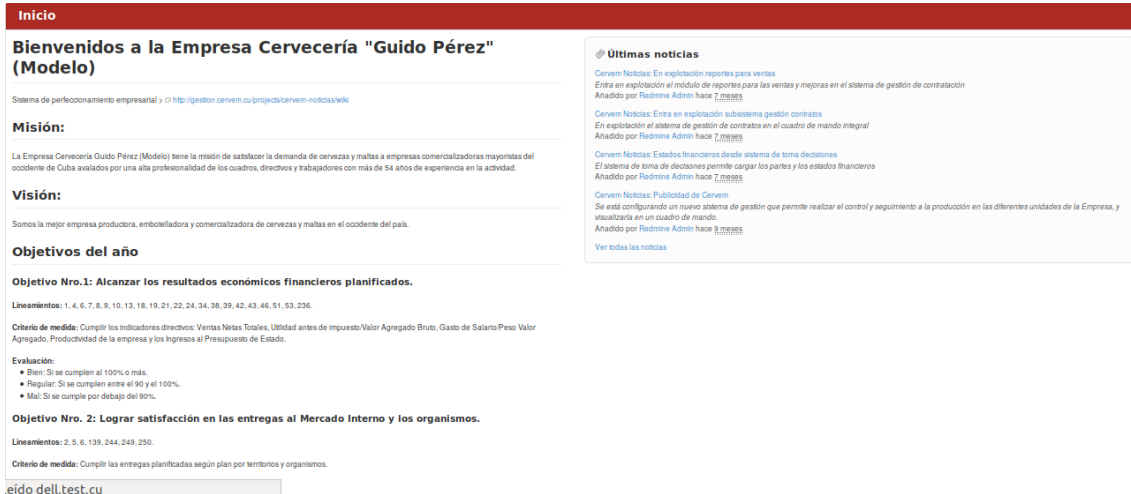 Inicio
Bienvenidos a la Empresa Cervecería "Guido Pérez"
(Modelo)
Sistema de perfeccionamiento empresarial > http://gestion.cervem.cu/projects/cervem-noticias/wiki
Misión:
La Empresa Cervecería Guido Pérez (Modelo) tiene la misión de satisfacer la demanda de cervezas y maltas a empresas comercializadoras mayoristas del
occidente de Cuba avalados por una alta profesionalidad de los cuadros, directivos y trabajadores con más de 54 años de experiencia en la actividad.
Visión:
Somos la mejor empresa productora, embotelladora y comercializadora de cervezas y maltas en el occidente del país.
Objetivos del año
Objetivo Nro.1: Alcanzar los resultados económicos financieros planificados.
Lineamientos: 1, 4, 6, 7, 8, 9, 10, 13, 18, 19, 21, 22, 24, 34, 38, 39, 42, 43, 46, 51, 53, 236.
Criterio de medida: Cumplir los indicadores directivos: Ventas Netas Totales, Utilidad antes de impuesto/Valor Agregado Bruto, Gasto de Salario/Peso Valor
Agregado, Productividad de la empresa y los Ingresos al Presupuesto de Estado.
Evaluación:
• Bien: Si se cumplen al 100% o más.
• Regular: Si se cumplen entre el 90 y el 100%.
• Mal: Si se cumple por debajo del 90%.
Objetivo Nro. 2: Lograr satisfacción en las entregas al Mercado Interno y los organismos.
Lineamientos: 2, 5, 6, 139, 244, 249, 250.
Criterio de medida: Cumplir las entregas planificadas según plan por territorios y organismos.
eído dell.test.cu
Últimas noticias
Cervem Noticias: En explotación reportes para ventas
Entra en explotación el módulo de reportes para las ventas y mejoras en el sistema de gestión de contratación
Añadido por Redmine Admin hace 7 meses
Cervem Noticias: Entra en explotación subsistema gestión contratos
En explotación el sistema de gestión de contratos en el cuadro de mando integral
Añadido por Redmine Admin hace 7 meses
Cervem Noticias: Estados financieros desde sistema de toma decisiones
El sistema de toma de decisones permite cargar los partes y los estados financieros
Añadido por Redmine Admin hace 7 meses
Cervem Noticias: Publicidad de Cervem
Se está configurando un nuevo sistema de gestión que permite realizar el control y seguimiento a la producción en las diferentes unidades de la Empresa, y
visualizarla en un cuadro de mando.
Añadido por Redmine Admin hace 9 meses
Ver todas las noticias